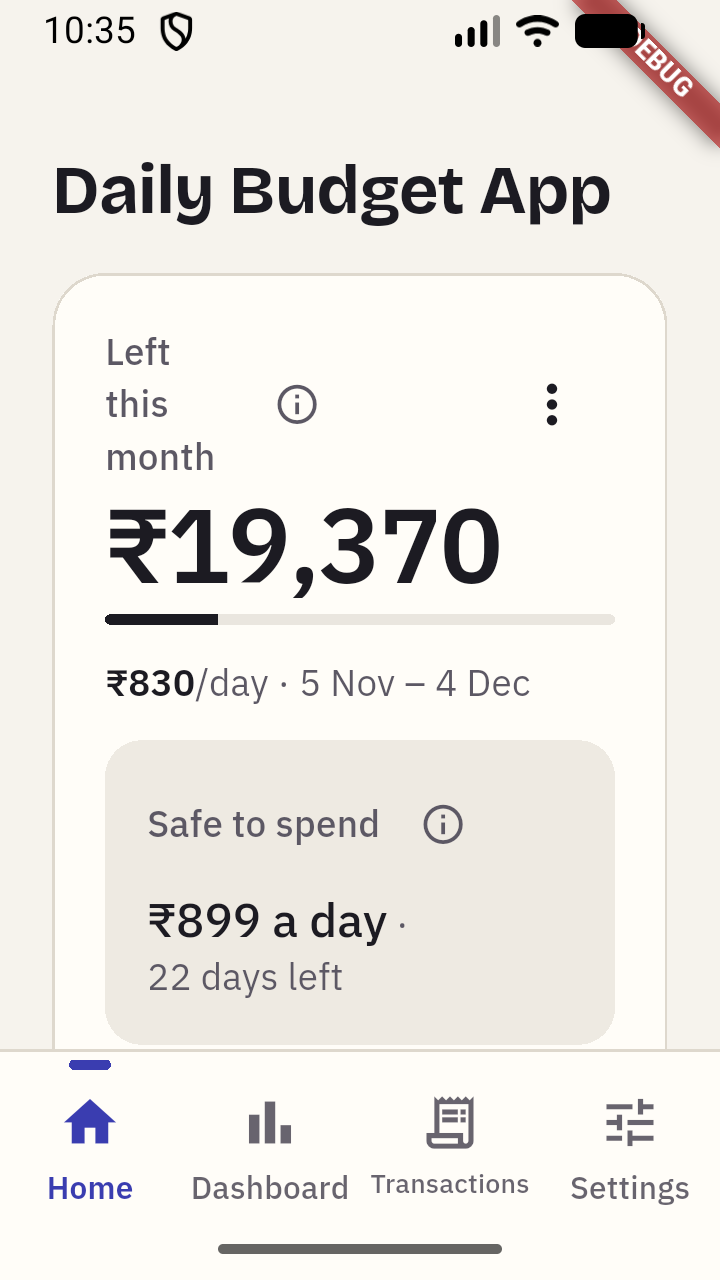 10:35
EBUG
Daily Budget App
Left
this
month
₹19,370
₹830/day · 5 Nov – 4 Dec
Safe to spend
₹899 a day ·
22 days left
Home
Dashboard
Transactions
Settings